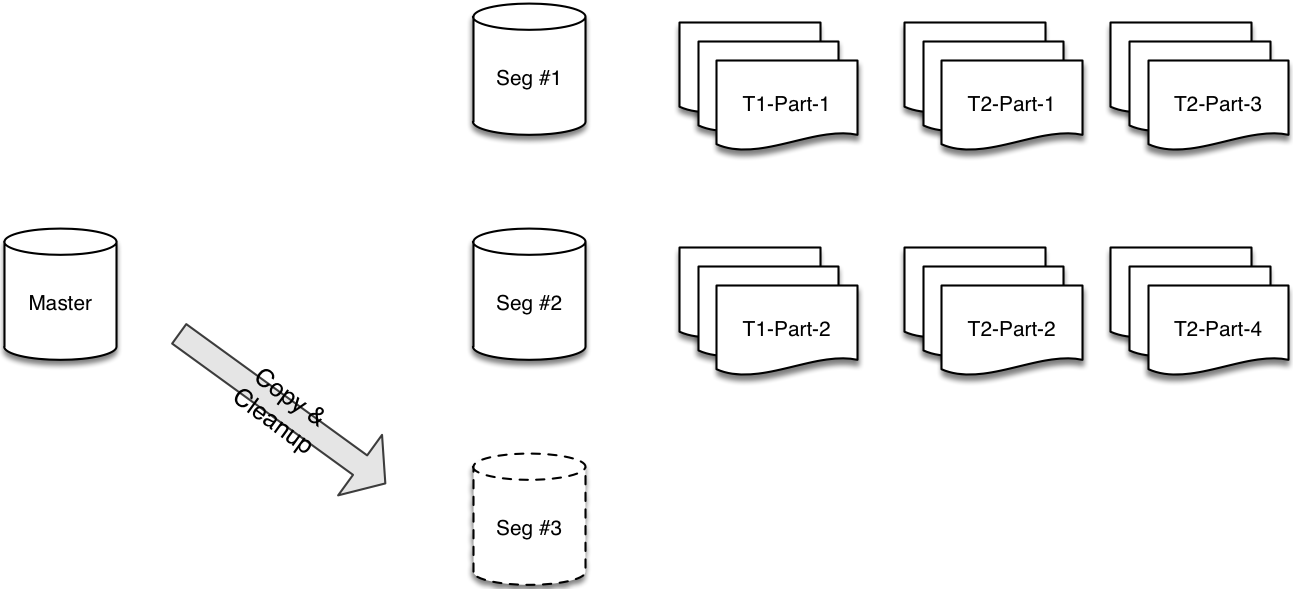 Seg #1
T1-Part-1
T2-Part-1
T2-Part-3
Master
Seg #2
T1-Part-2
T2-Part-2
T2-Part-4
Copy &
Cleanup
Seg #3